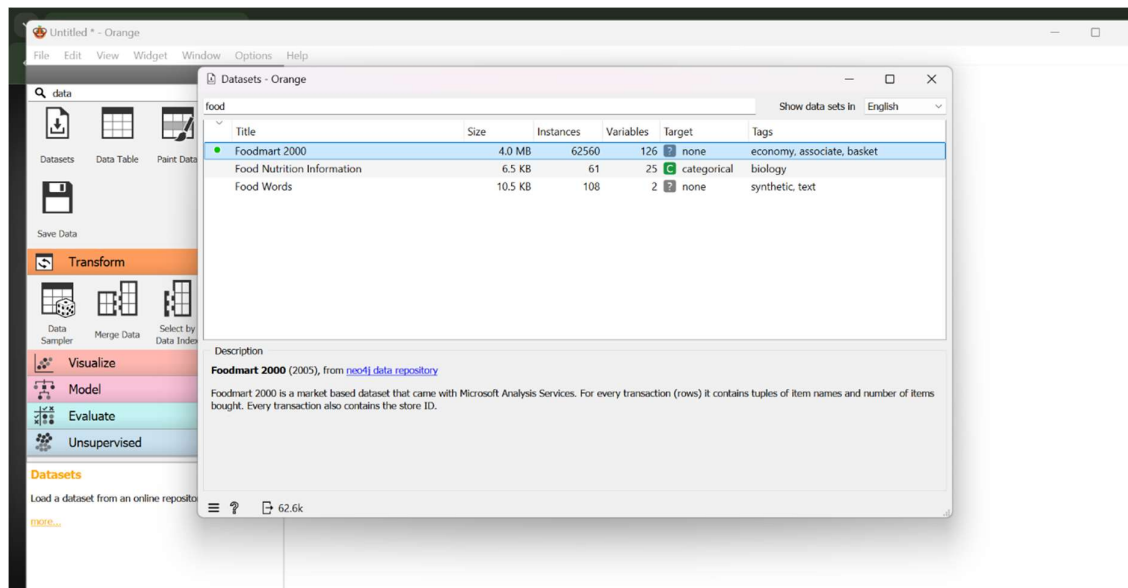 Untitled * - Orange
File Edit View Widget Window Options Help
data
Datasets Data Table Paint Data
Save Data
Transform
Data Sampler Merge Data Select by Data Index
Visualize
Model
Evaluate
Unsupervised
Datasets
Load a dataset from an online reposito
more...
Datasets - Orange
food Show data sets in English
Title Size Instances Variables Target Tags
Foodmart 2000 4.0 MB 62560 126 ? none economy, associate, basket
Food Nutrition Information 6.5 KB 61 25 C categorical biology
Food Words 10.5 KB 108 2 ? none synthetic, text
Description
Foodmart 2000 (2005), from neo4j data repository
Foodmart 2000 is a market based dataset that came with Microsoft Analysis Services. For every transaction (rows) it contains tuples of item names and number of items
bought. Every transaction also contains the store ID.
? 62.6k